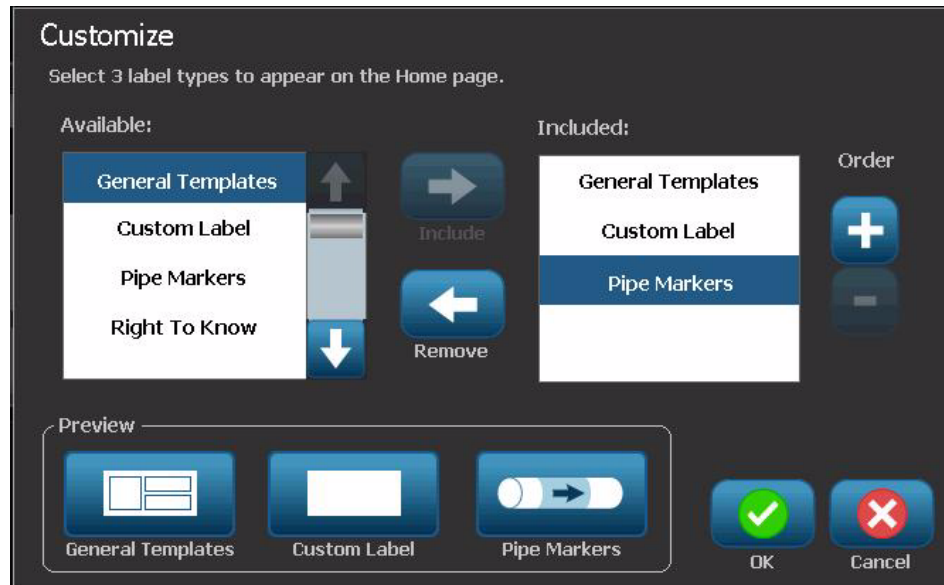 Customize
Select 3 label types to appear on the Home page.
Available:
General Templates
Custom Label
Pipe Markers
Right To Know
Include
Remove
Included:
General Templates
Custom Label
Pipe Markers
Order
Preview
General Templates
Custom Label
Pipe Markers
OK
Cancel